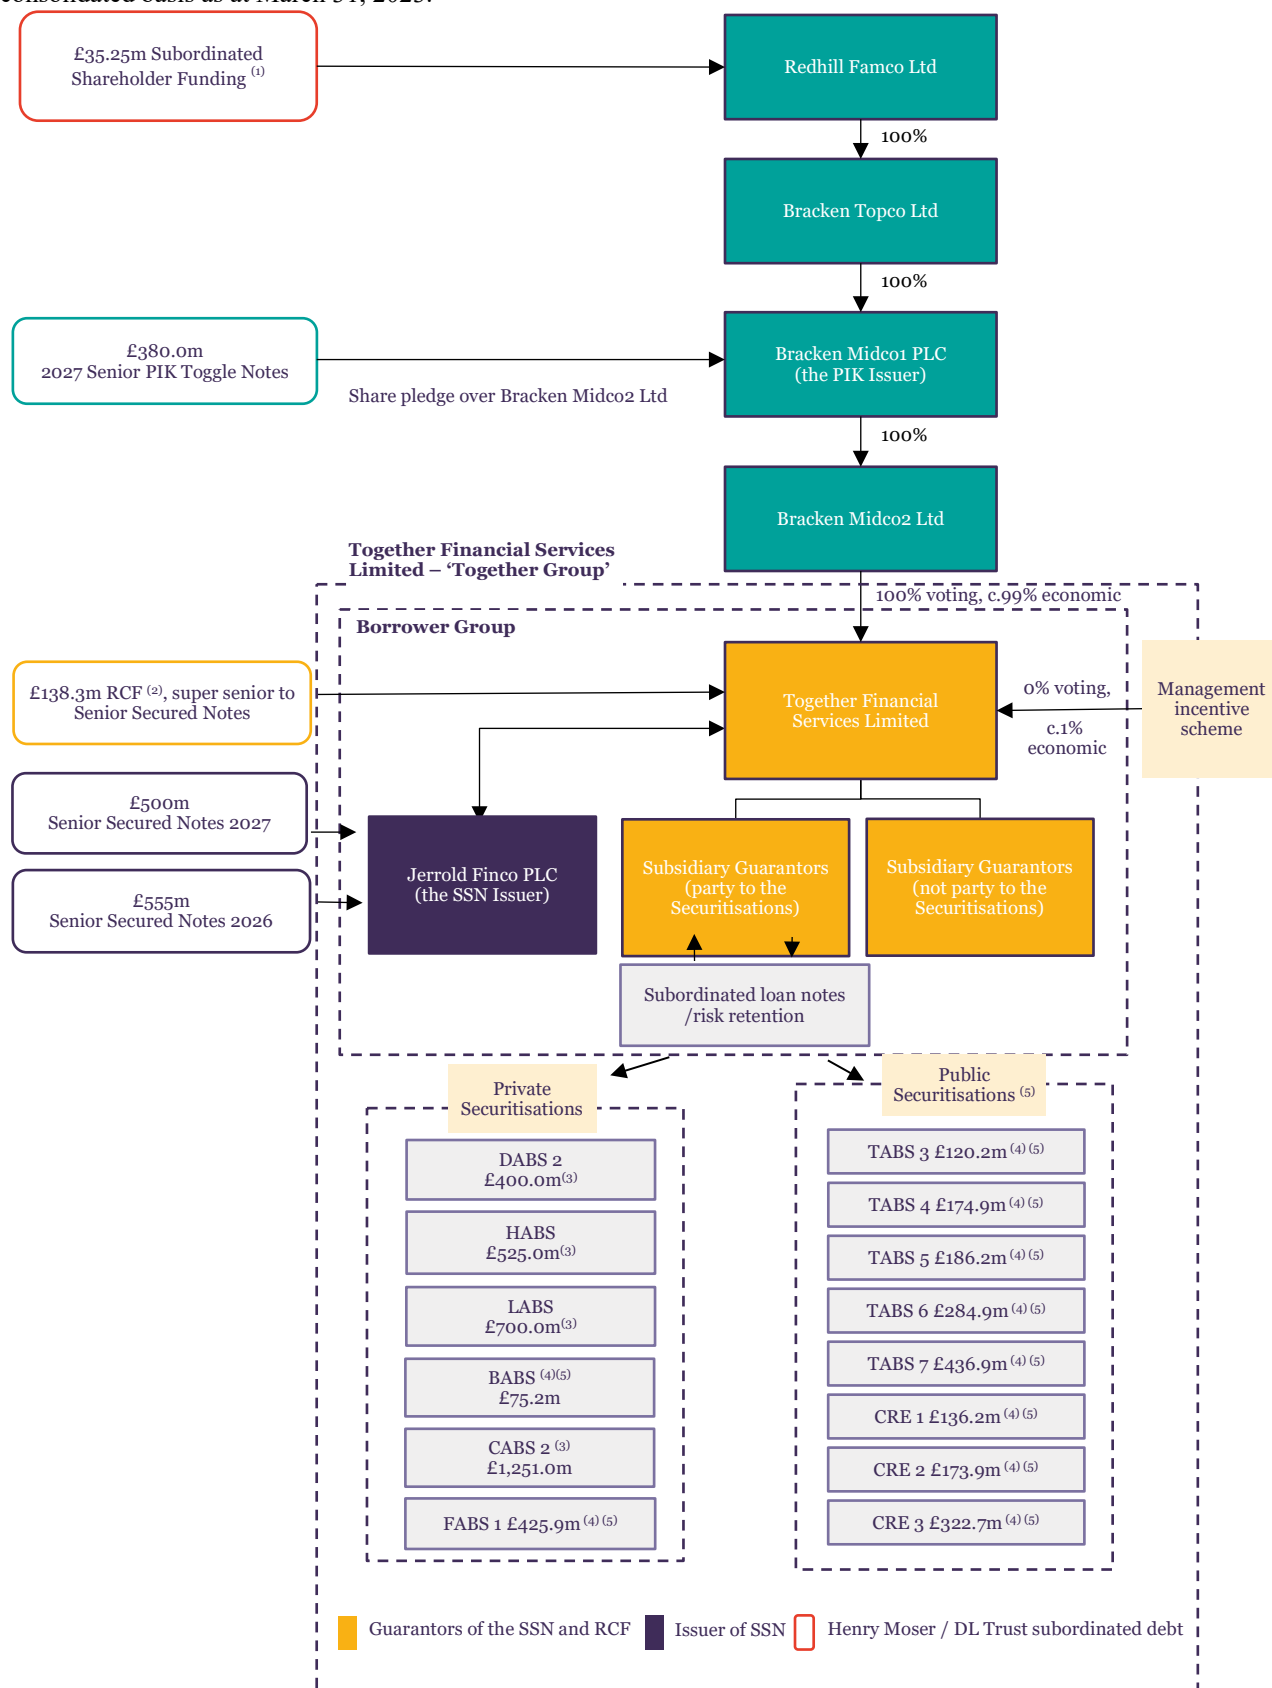 consolidated basis as at March 31, 2023.
£35.25m Subordinated
Shareholder Funding (1)
Redhill Famco Ltd
100%
Bracken Topco Ltd
100%
£380.0m
2027 Senior PIK Toggle Notes
Share pledge over Bracken Midco2 Ltd
Bracken Midco1 PLC
(the PIK Issuer)
100%
Bracken Midco2 Ltd
Together Financial Services
Limited – ‘Together Group’
100% voting, c.99% economic
Borrower Group
£138.3m RCF (2), super senior to
Senior Secured Notes
Together Financial
Services Limited
0% voting,
c.1%
economic
Management
incentive
scheme
£500m
Senior Secured Notes 2027
£555m
Senior Secured Notes 2026
Jerrold Finco PLC
(the SSN Issuer)
Subsidiary Guarantors
(party to the
Securitisations)
Subsidiary Guarantors
(not party to the
Securitisations)
Subordinated loan notes
/risk retention
Private
Securitisations
DABS 2
£400.0m(3)
HABS
£525.0m(3)
LABS
£700.0m(3)
BABS (4)(5)
£75.2m
CABS 2 (3)
£1,251.0m
FABS 1 £425.9m (4) (5)
Public
Securitisations (5)
TABS 3 £120.2m (4) (5)
TABS 4 £174.9m (4) (5)
TABS 5 £186.2m (4) (5)
TABS 6 £284.9m (4) (5)
TABS 7 £436.9m (4) (5)
CRE 1 £136.2m (4) (5)
CRE 2 £173.9m (4) (5)
CRE 3 £322.7m (4) (5)
Guarantors of the SSN and RCF
Issuer of SSN
Henry Moser / DL Trust subordinated debt